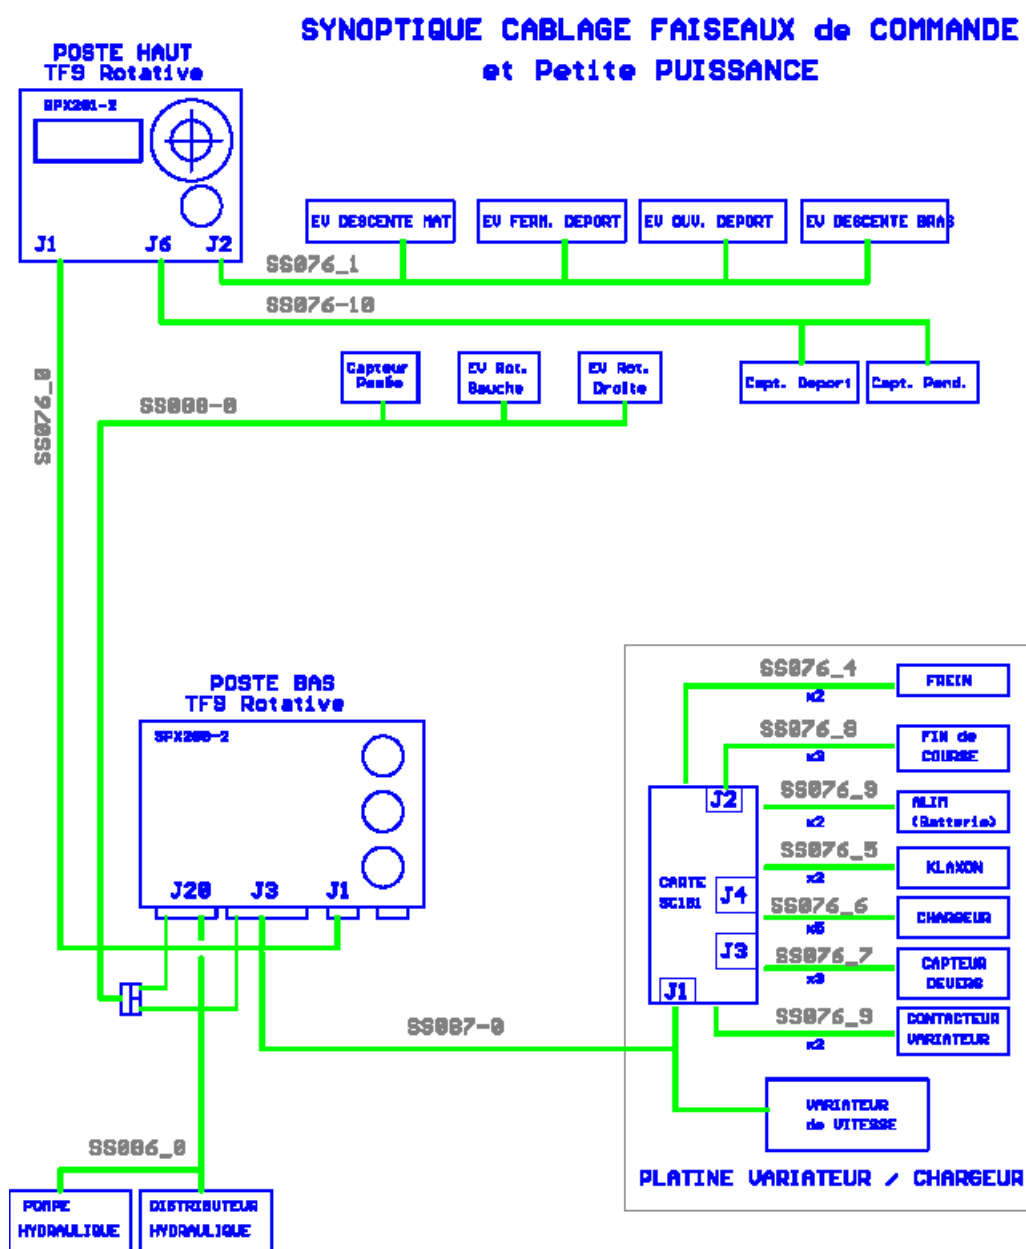 SYNOPTIQUE CABLAGE FAISEAUX de COMMANDE
et Petite PUISSANCE
POSTE HAUT
TF9 Rotative
SPX201-2
J1
J6
J2
EV DESCENTE MAT
EV FERM. DEPORT
EV OUV. DEPORT
EV DESCENTE BRAS
SS076_1
SS076-10
SS076_0
Capteur
Pesée
EV Rot.
Gauche
EV Rot.
Droite
Capt. Deport
Capt. Pend.
SS088-0
POSTE BAS
TF9 Rotative
SPX200-2
J20
J3
J1
SS076_4
x2
FREIN
SS076_8
x3
FIN de
COURSE
J2
SS076_9
x2
ALIM
(Batterie)
SS076_5
x2
KLAXON
CARTE
SC101
J4
SS076_6
x5
CHARGEUR
J3
SS076_7
x3
CAPTEUR
DEVERS
J1
SS076_9
x2
CONTACTEUR
VARIATEUR
SS087-0
VARIATEUR
de VITESSE
PLATINE VARIATEUR / CHARGEUR
SS086_0
POMPE
HYDRAULIQUE
DISTRIBUTEUR
HYDRAULIQUE